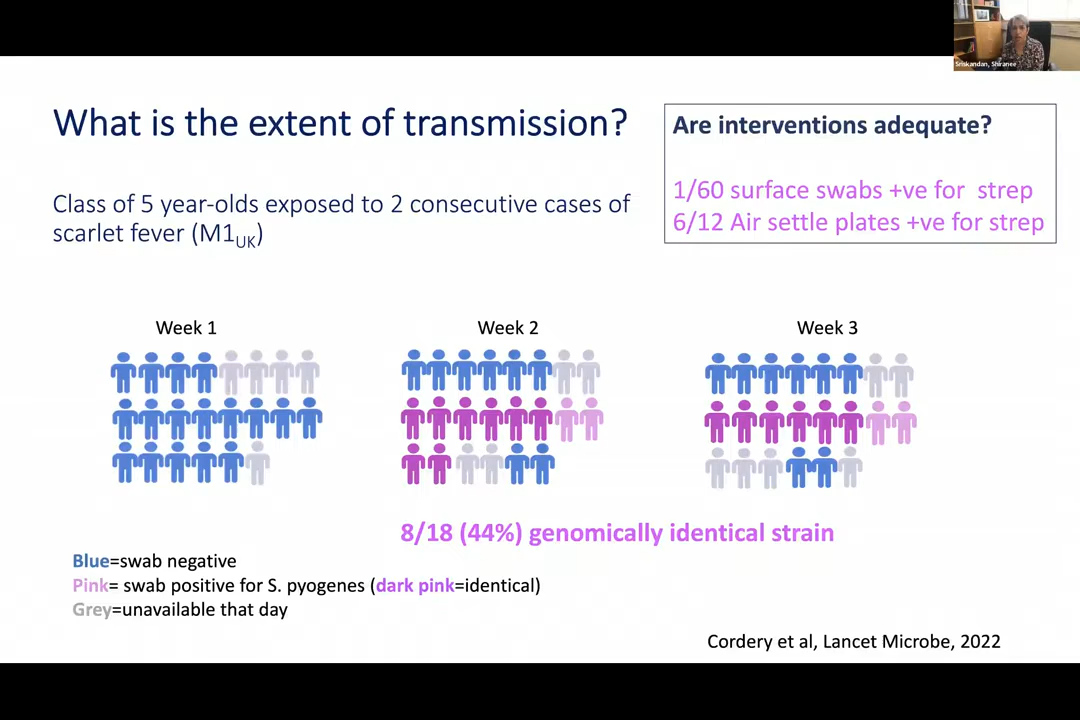 Sriskandan, Shiranee
What is the extent of transmission?
Are interventions adequate?
1/60 surface swabs +ve for strep
6/12 Air settle plates +ve for strep
Class of 5 year-olds exposed to 2 consecutive cases of
scarlet fever (M1UK)
Week 1
Week 2
Week 3
8/18 (44%) genomically identical strain
Blue=swab negative
Pink= swab positive for S. pyogenes (dark pink=identical)
Grey=unavailable that day
Cordery et al, Lancet Microbe, 2022